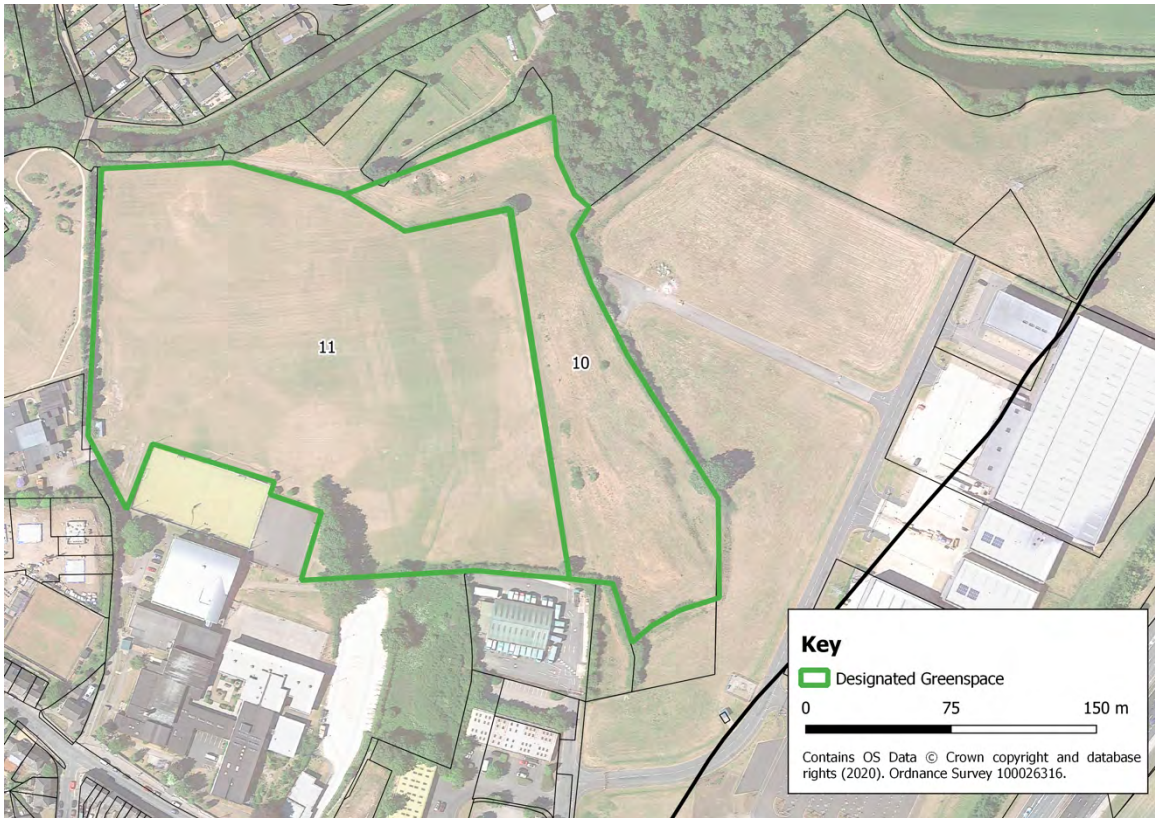 11
10
Key
Designated Greenspace
0 75 150 m
Contains OS Data © Crown copyright and database
rights (2020). Ordnance Survey 100026316.